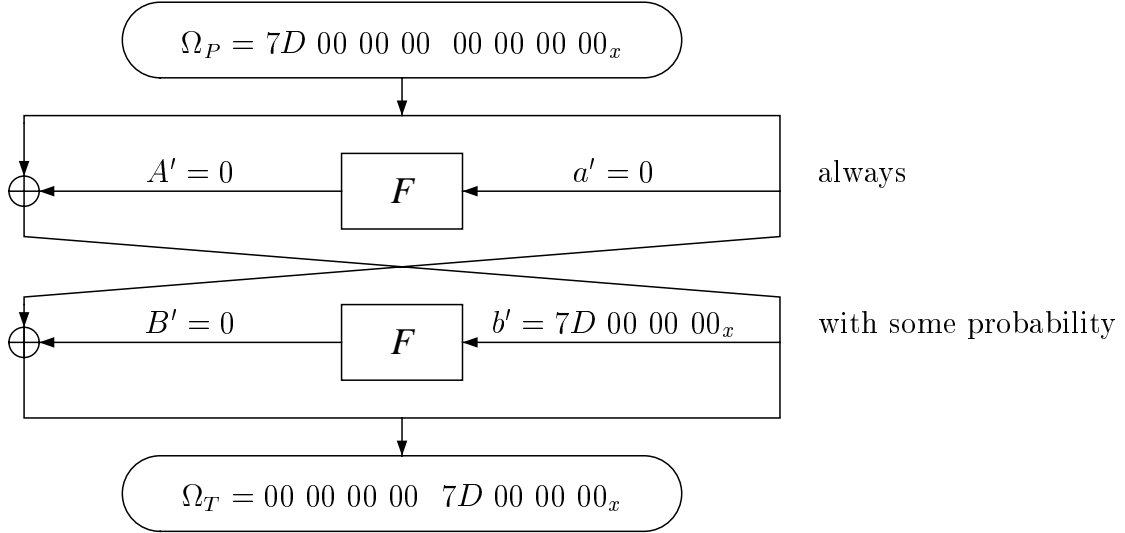 Ω_P = 7D 00 00 00 00 00 00 00_x
A' = 0 F a' = 0 always
B' = 0 F b' = 7D 00 00 00_x with some probability
Ω_T = 00 00 00 00 7D 00 00 00_x